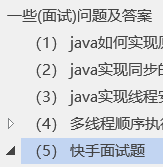 一些(面试)问题及答案
（1） java如何实现
（2） java实现同步的
（3） java实现线程安
（4） 多线程顺序执行
（5） 快手面试题